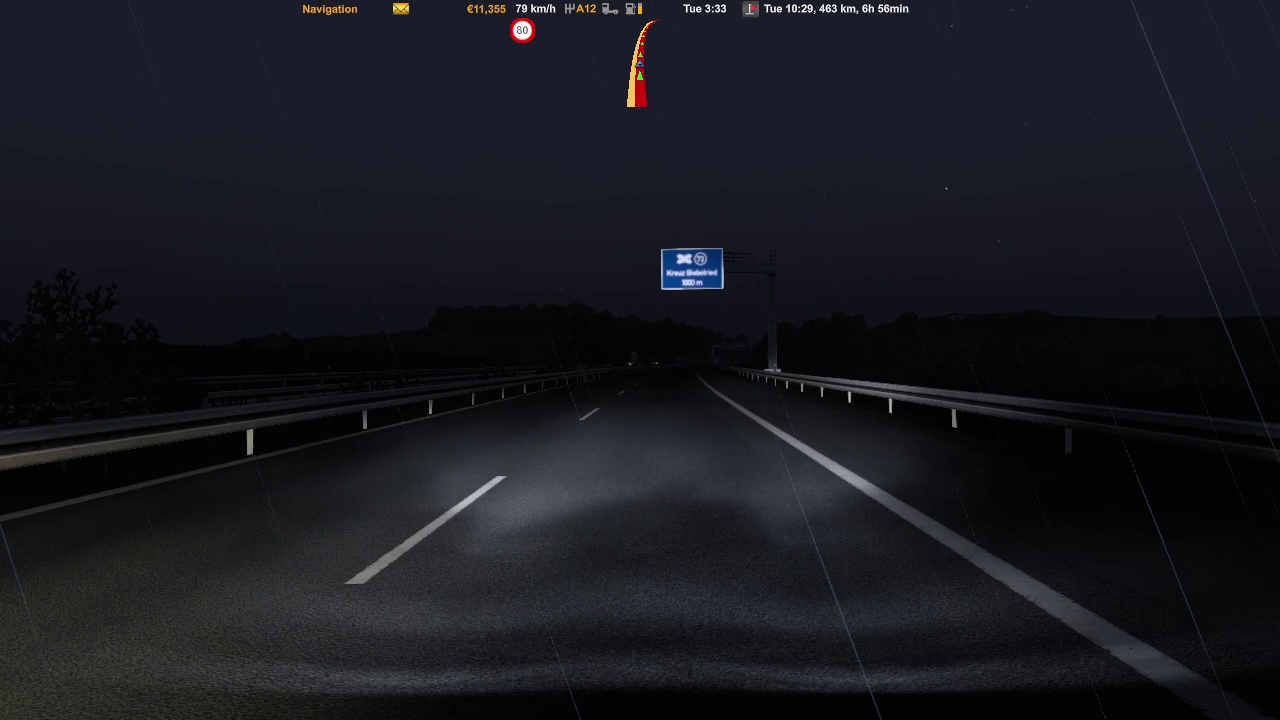 Navigation €11,355 79 km/h A12 Tue 3:33 Tue 10:29, 463 km, 6h 56min
80
73
Kreuz Biebelried
1000 m